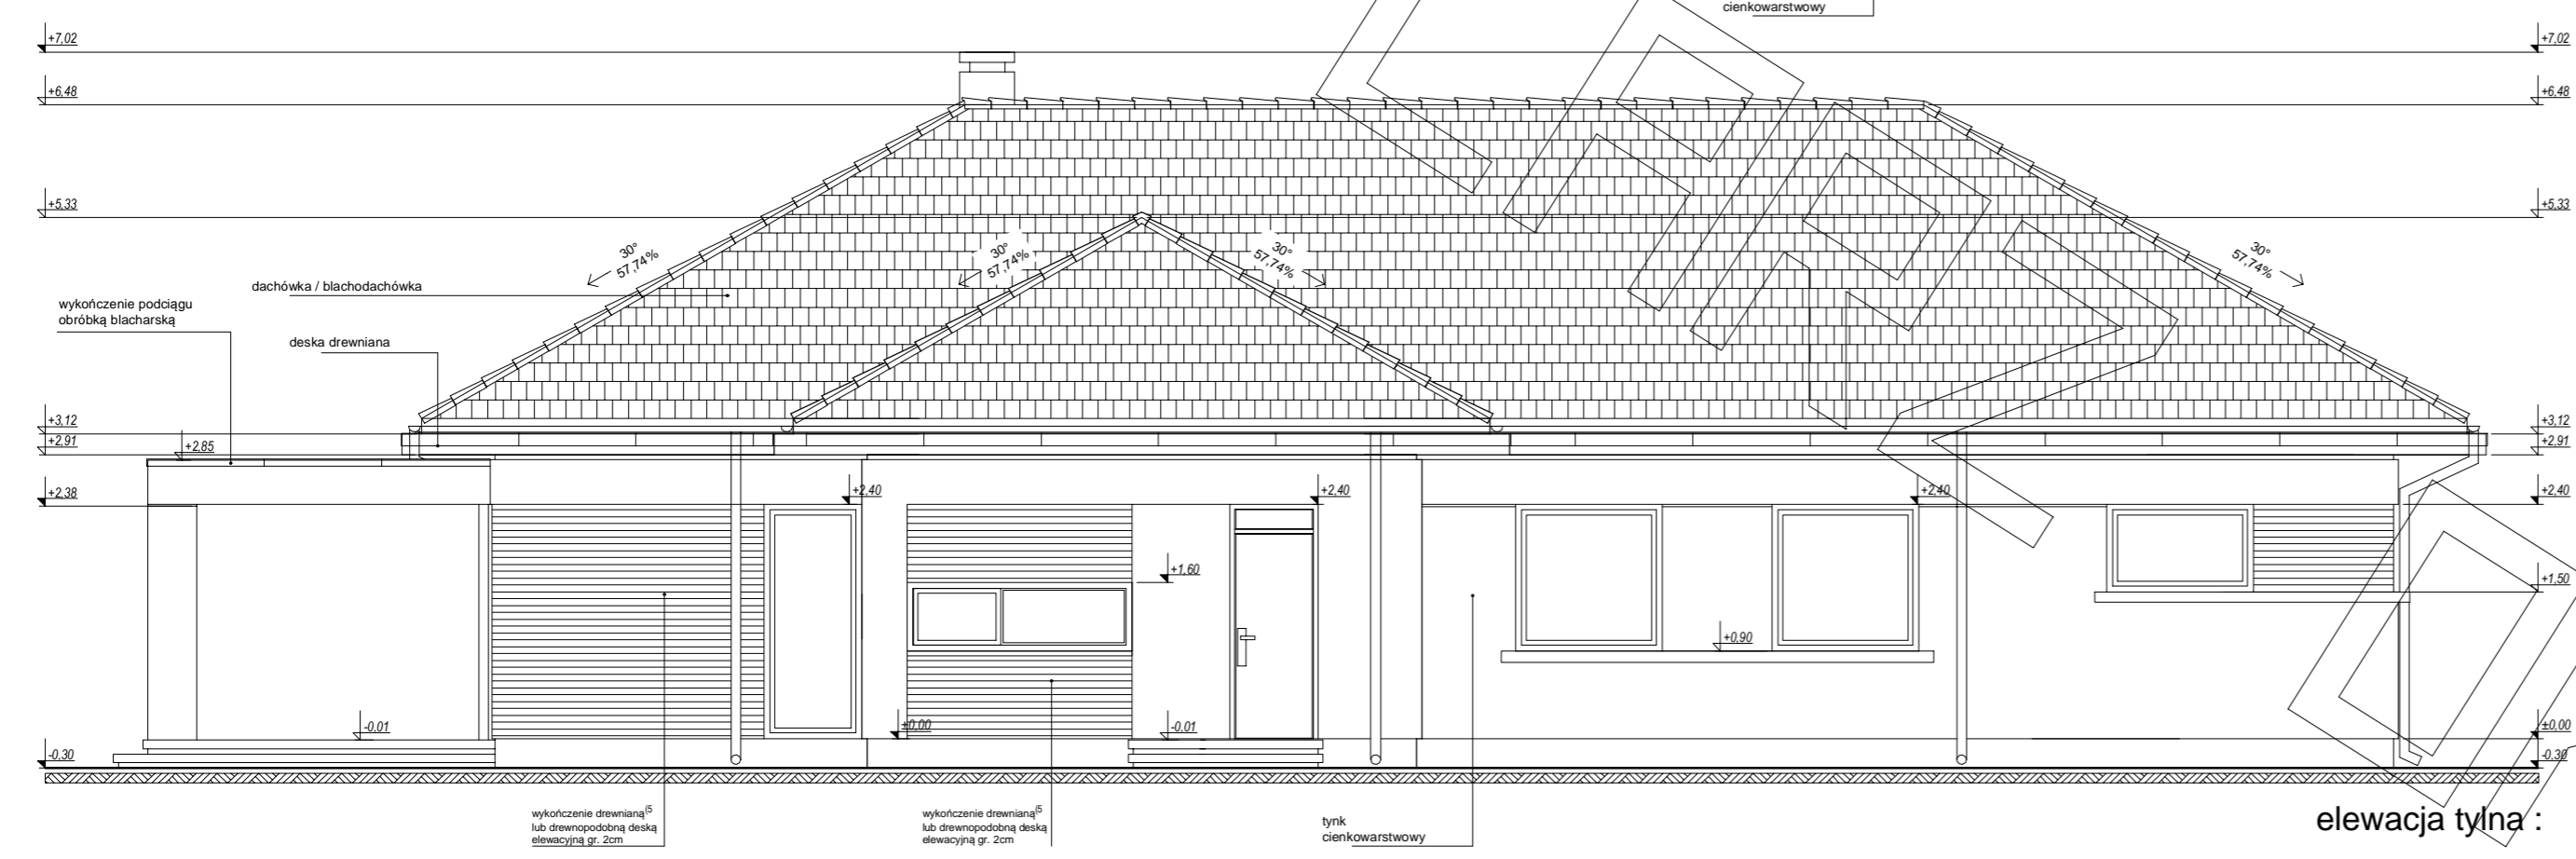 cienkowarstwowy
+7,02
+7,02
+6,48
+6,48
+5,33
+5,33
30°
57,74%
30°
57,74%
30°
57,74%
30°
57,74%
dachówka / blachodachówka
wykończenie podciągu
obróbką blacharską
deska drewniana
+3,12
+2,91
+2,85
+3,12
+2,91
+2,38
+2,40
+2,40
+2,40
+2,40
+1,60
+1,50
+0,90
-0,01
±0,00
-0,01
±0,00
-0,30
-0,30
wykończenie drewnianą(5
lub drewnopodobną deską
elewacyjną gr. 2cm
wykończenie drewnianą(5
lub drewnopodobną deską
elewacyjną gr. 2cm
tynk
cienkowarstwowy
elewacja tylna :